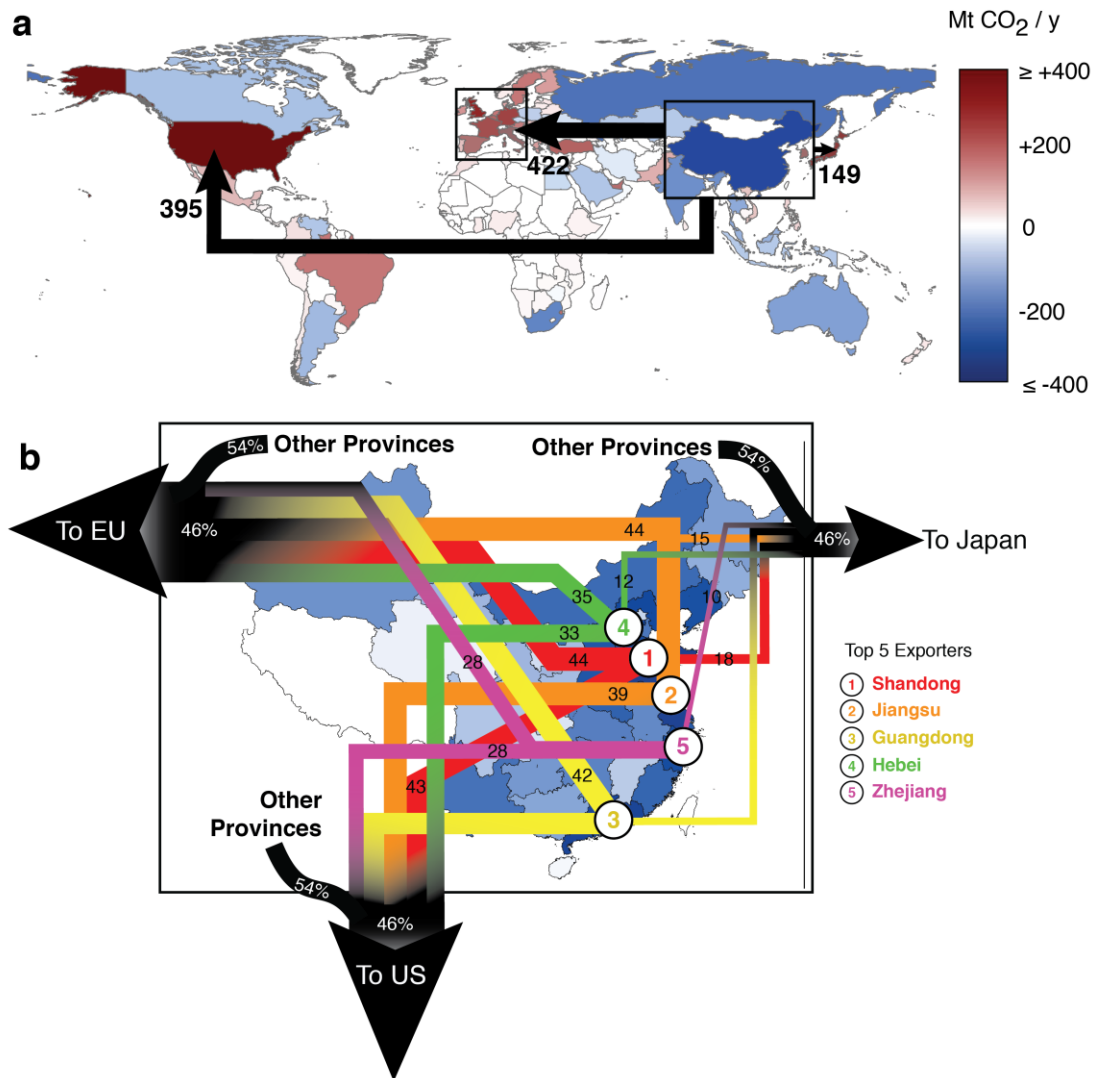 a
Mt CO2 / y
≥ +400
+200
0
-200
≤ -400
422
149
395
b
54%
Other Provinces
Other Provinces
54%
To EU
46%
44
15
46%
To Japan
12
10
35
33
4
28
44
1
18
39
2
28
5
43
42
3
Top 5 Exporters
1 Shandong
2 Jiangsu
3 Guangdong
4 Hebei
5 Zhejiang
Other
Provinces
54%
46%
To US